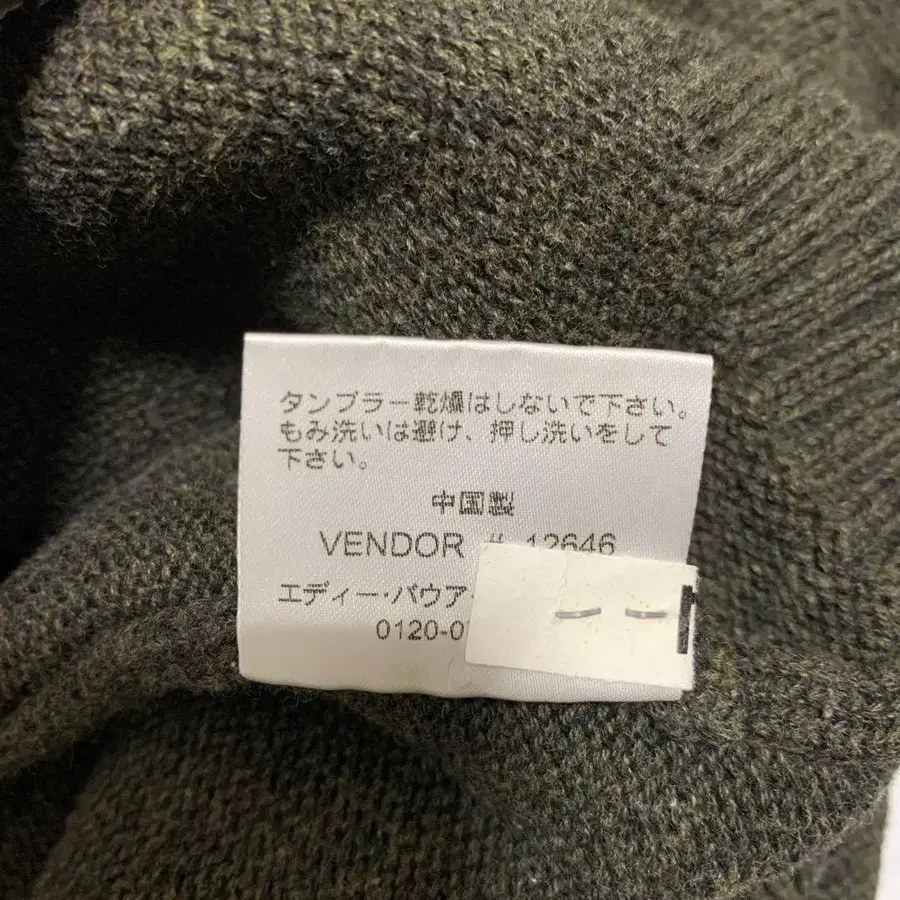 タンブラー乾燥はしないで下さい。
もみ洗いは避け、押し洗いをして
下さい。
中国製
VENDOR # 12646
エディー・バウアー
0120-0